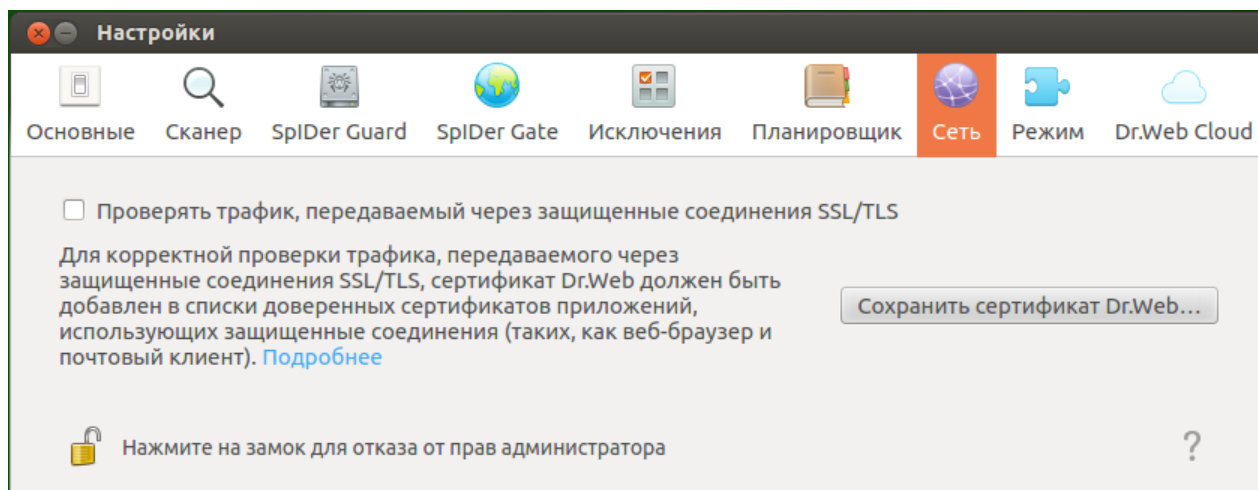 Настройки
Основные Сканер SpIDer Guard SpIDer Gate Исключения Планировщик Сеть Режим Dr.Web Cloud
Проверять трафик, передаваемый через защищенные соединения SSL/TLS
Для корректной проверки трафика, передаваемого через
защищенные соединения SSL/TLS, сертификат Dr.Web должен быть
добавлен в списки доверенных сертификатов приложений,
использующих защищенные соединения (таких, как веб-браузер и
почтовый клиент). Подробнее
Сохранить сертификат Dr.Web...
Нажмите на замок для отказа от прав администратора
?